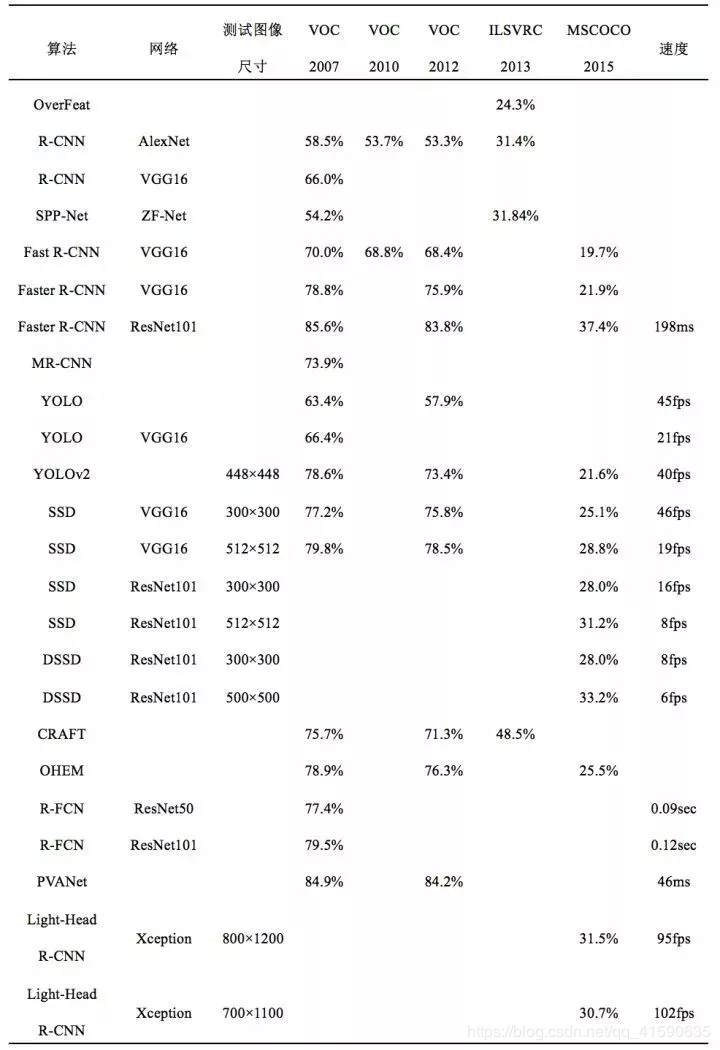 算法 网络 测试图像 尺寸 VOC 2007 VOC 2010 VOC 2012 ILSVRC 2013 MSCOCO 2015 速度
OverFeat 24.3%
R-CNN AlexNet 58.5% 53.7% 53.3% 31.4%
R-CNN VGG16 66.0%
SPP-Net ZF-Net 54.2% 31.84%
Fast R-CNN VGG16 70.0% 68.8% 68.4% 19.7%
Faster R-CNN VGG16 78.8% 75.9% 21.9%
Faster R-CNN ResNet101 85.6% 83.8% 37.4% 198ms
MR-CNN 73.9%
YOLO 63.4% 57.9% 45fps
YOLO VGG16 66.4% 21fps
YOLOv2 448×448 78.6% 73.4% 21.6% 40fps
SSD VGG16 300×300 77.2% 75.8% 25.1% 46fps
SSD VGG16 512×512 79.8% 78.5% 28.8% 19fps
SSD ResNet101 300×300 28.0% 16fps
SSD ResNet101 512×512 31.2% 8fps
DSSD ResNet101 300×300 28.0% 8fps
DSSD ResNet101 500×500 33.2% 6fps
CRAFT 75.7% 71.3% 48.5%
OHEM 78.9% 76.3% 25.5%
R-FCN ResNet50 77.4% 0.09sec
R-FCN ResNet101 79.5% 0.12sec
PVANet 84.9% 84.2% 46ms
Light-Head R-CNN Xception 800×1200 31.5% 95fps
Light-Head R-CNN Xception 700×1100 30.7% 102fps
https://blog.csdn.net/qq_41590635